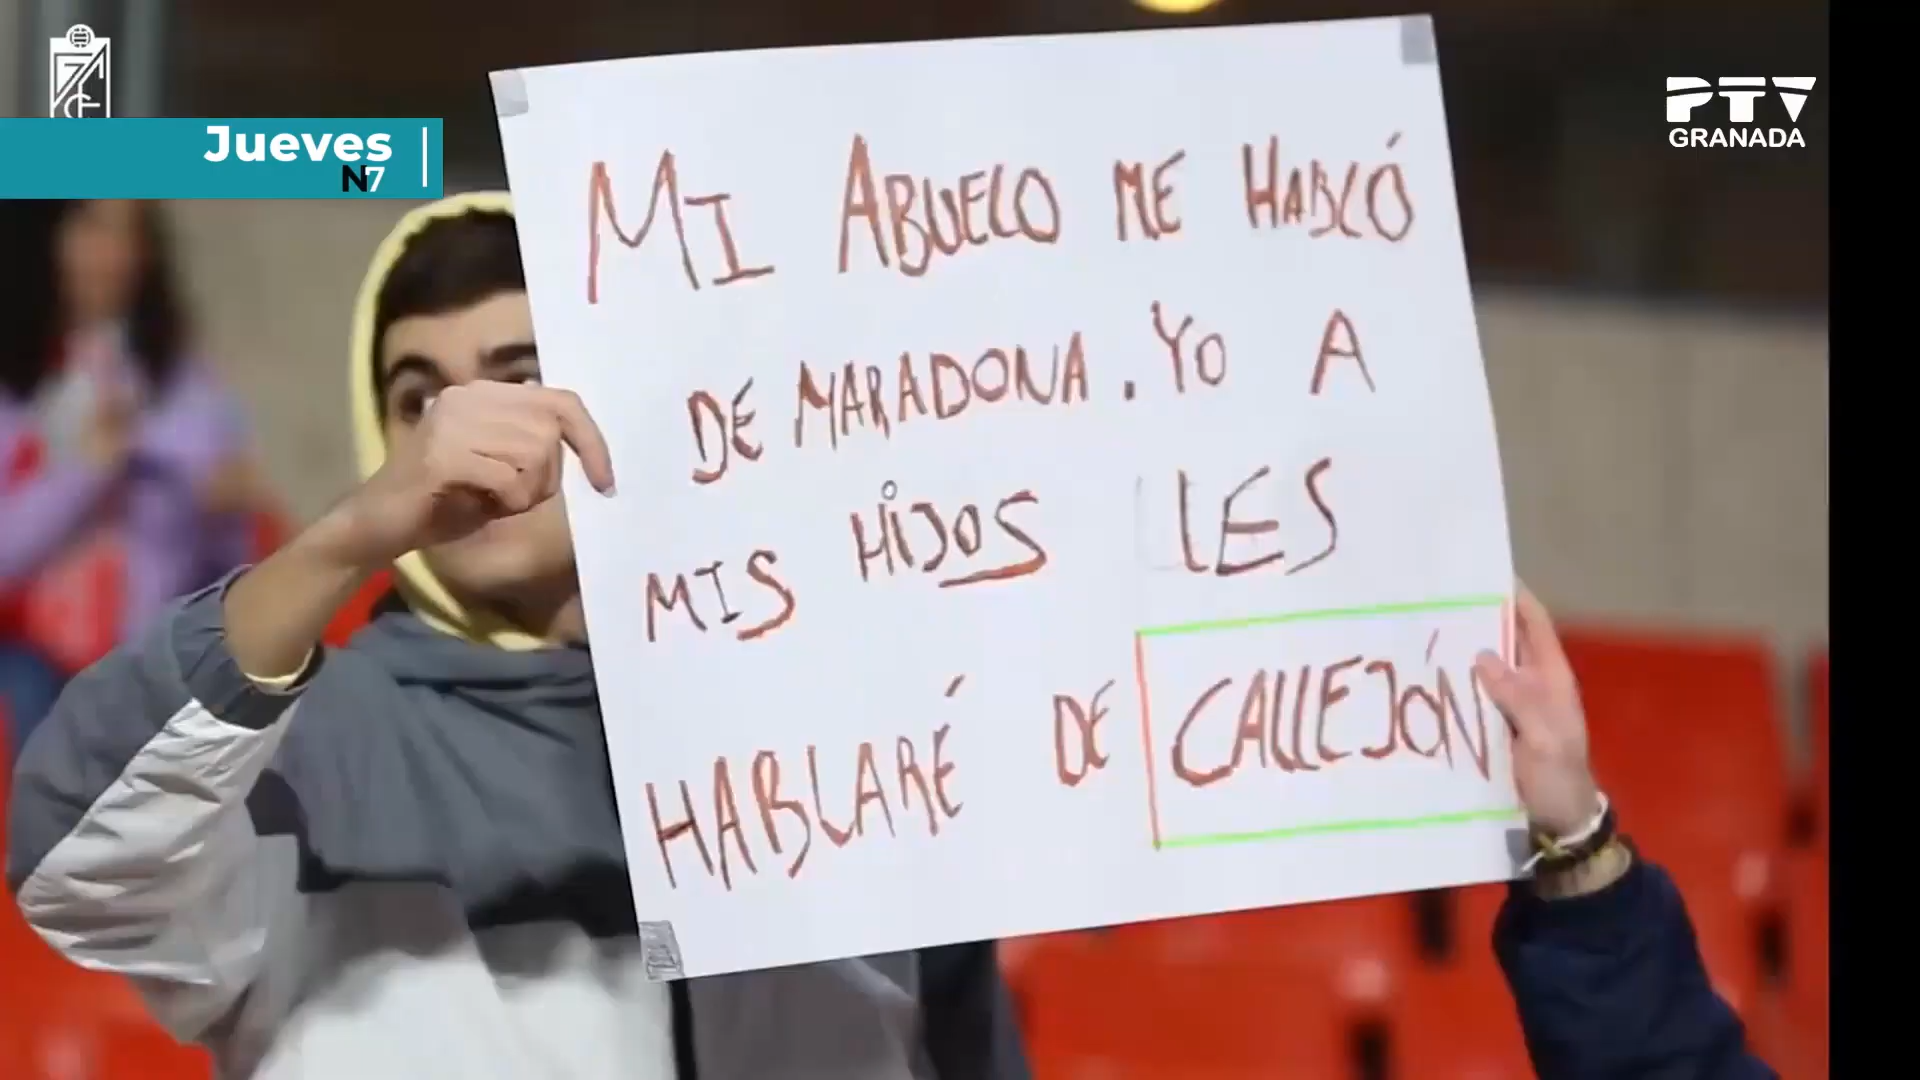 Jueves
N7
PTV
GRANADA
MI ABUELO ME HABLÓ
DE MARADONA. YO A
MIS HIJOS LES
HABLARÉ DE CALLEJÓN